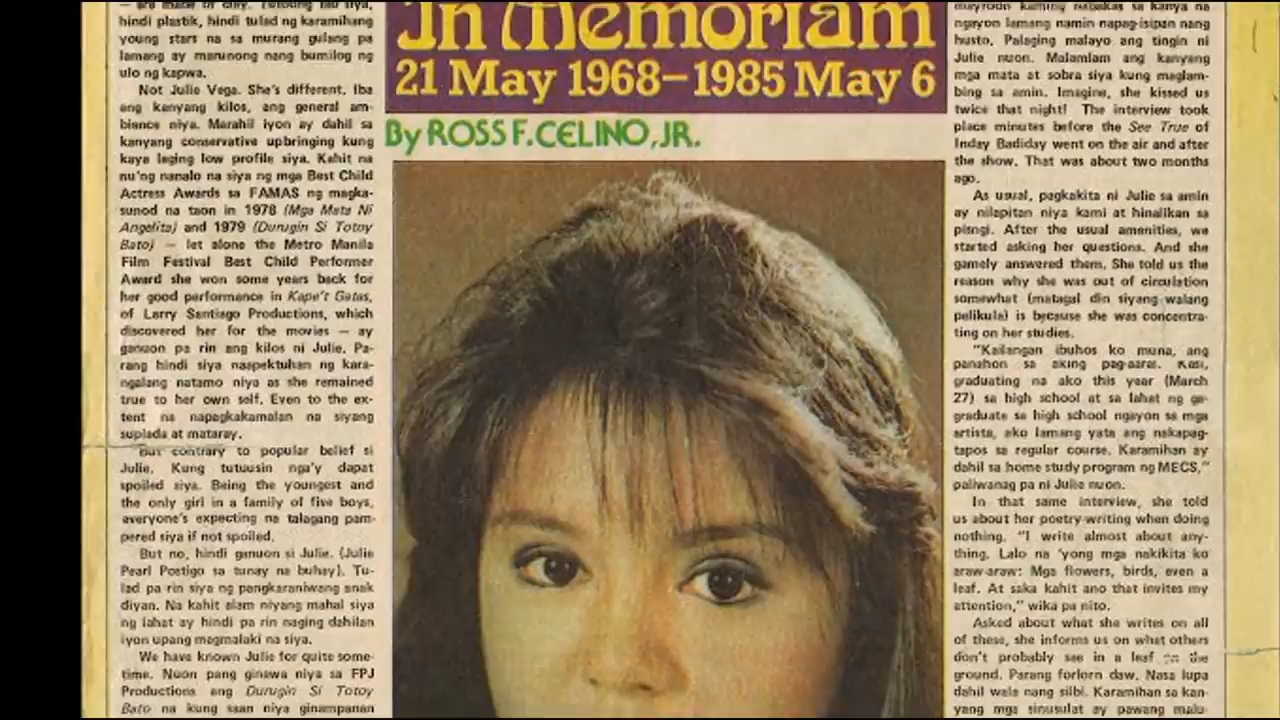 hindi plastik, hindi tulad ng karamihang
young stars na sa murang gulang pa
lamang ay marunong nang bumilog ng
ulo ng kapwa.
Not Julie Vega. She's different. Iba
ang kanyang kilos, ang general am-
bience niya. Marahil iyon ay dahil sa
kanyang conservative upbringing kung
kaya laging low profile siya. Kahit na
nu'ng nanalo na siya ng mga Best Child
Actress Awards sa FAMAS ng magka-
sunod na taon in 1978 (Mga Mata Ni
Angelita) and 1979 (Durugin Si Totoy
Bato) — let alone the Metro Manila
Film Festival Best Child Performer
Award she won some years back for
her good performance in Kape't Gatas,
of Larry Santiago Productions, which
discovered her for the movies — ay
ganuon pa rin ang kilos ni Julie. Pa-
rang hindi siya naapektuhan ng kara-
ngalang natamo niya as she remained
true to her own self. Even to the ex-
tent na napagkakamalan na siyang
suplada at mataray.
But contrary to popular belief si
Julie. Kung tutuusin nga'y dapat
spoiled siya. Being the youngest and
the only girl in a family of five boys,
everyone's expecting na talagang pam-
pered siya if not spoiled.
But no, hindi ganuon si Julie. (Julie
Pearl Postigo sa tunay na buhay). Tu-
lad pa rin siya ng pangkaraniwang anak
diyan. Na kahit alam niyang mahal siya
ng lahat ay hindi pa rin naging dahilan
iyon upang magmalaki na siya.
We have known Julie for quite some-
time. Nuon pang ginawa niya sa FPJ
Productions ang Durugin Si Totoy
Bato na kung saan niya ginampanan
In Memoriam
21 May 1968–1985 May 6
By ROSS F. CELINO, JR.
mayroon kaming nabakas sa kanya na
ngayon lamang namin napag-isipan nang
husto. Palaging malayo ang tingin ni
Julie nuon. Malamlam ang kanyang
mga mata at sobra siya kung maglam-
bing sa amin. Imagine, she kissed us
twice that night! The interview took
place minutes before the See True of
Inday Badiday went on the air and after
the show. That was about two months
ago.
As usual, pagkakita ni Julie sa amin
ay nilapitan niya kami at hinalikan sa
pisngi. After the usual amenities, we
started asking her questions. And she
gamely answered them. She told us the
reason why she was out of circulation
somewhat (matagal din siyang walang
pelikula) is because she was concentra-
ting on her studies.
"Kailangan ibuhos ko muna, ang
panahon sa aking pag-aaral. Kasi,
graduating na ako this year (March
27) sa high school at sa lahat ng ga-
graduate sa high school ngayon sa mga
artista, ako lamang yata ang nakapag-
tapos sa regular course. Karamihan ay
dahil sa home study program ng MECS,"
paliwanag pa ni Julie nuon.
In that same interview, she told
us about her poetry-writing when doing
nothing. "I write almost about any-
thing. Lalo na 'yong mga nakikita ko
araw-araw: Mga flowers, birds, even a
leaf. At saka kahit ano that invites my
attention," wika pa nito.
Asked about what she writes on all
of these, she informs us on what others
don't probably see in a leaf on the
ground. Parang forlorn daw. Nasa lupa
dahil wala nang silbi. Karamihan sa kan-
yang mga sinusulat ay pawang malu-